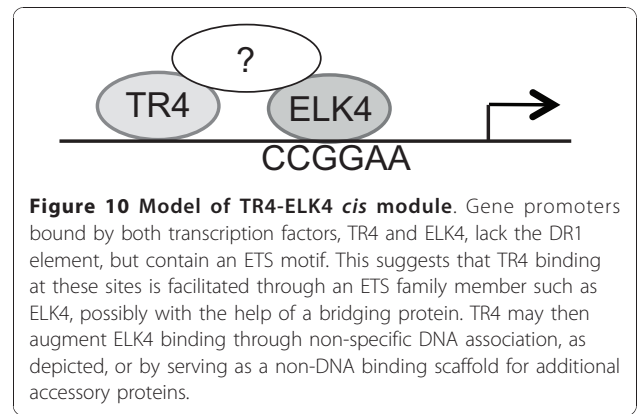 ?
TR4 ELK4
CCGGAA
Figure 10 Model of TR4-ELK4 cis module. Gene promoters
bound by both transcription factors, TR4 and ELK4, lack the DR1
element, but contain an ETS motif. This suggests that TR4 binding
at these sites is facilitated through an ETS family member such as
ELK4, possibly with the help of a bridging protein. TR4 may then
augment ELK4 binding through non-specific DNA association, as
depicted, or by serving as a non-DNA binding scaffold for additional
accessory proteins.